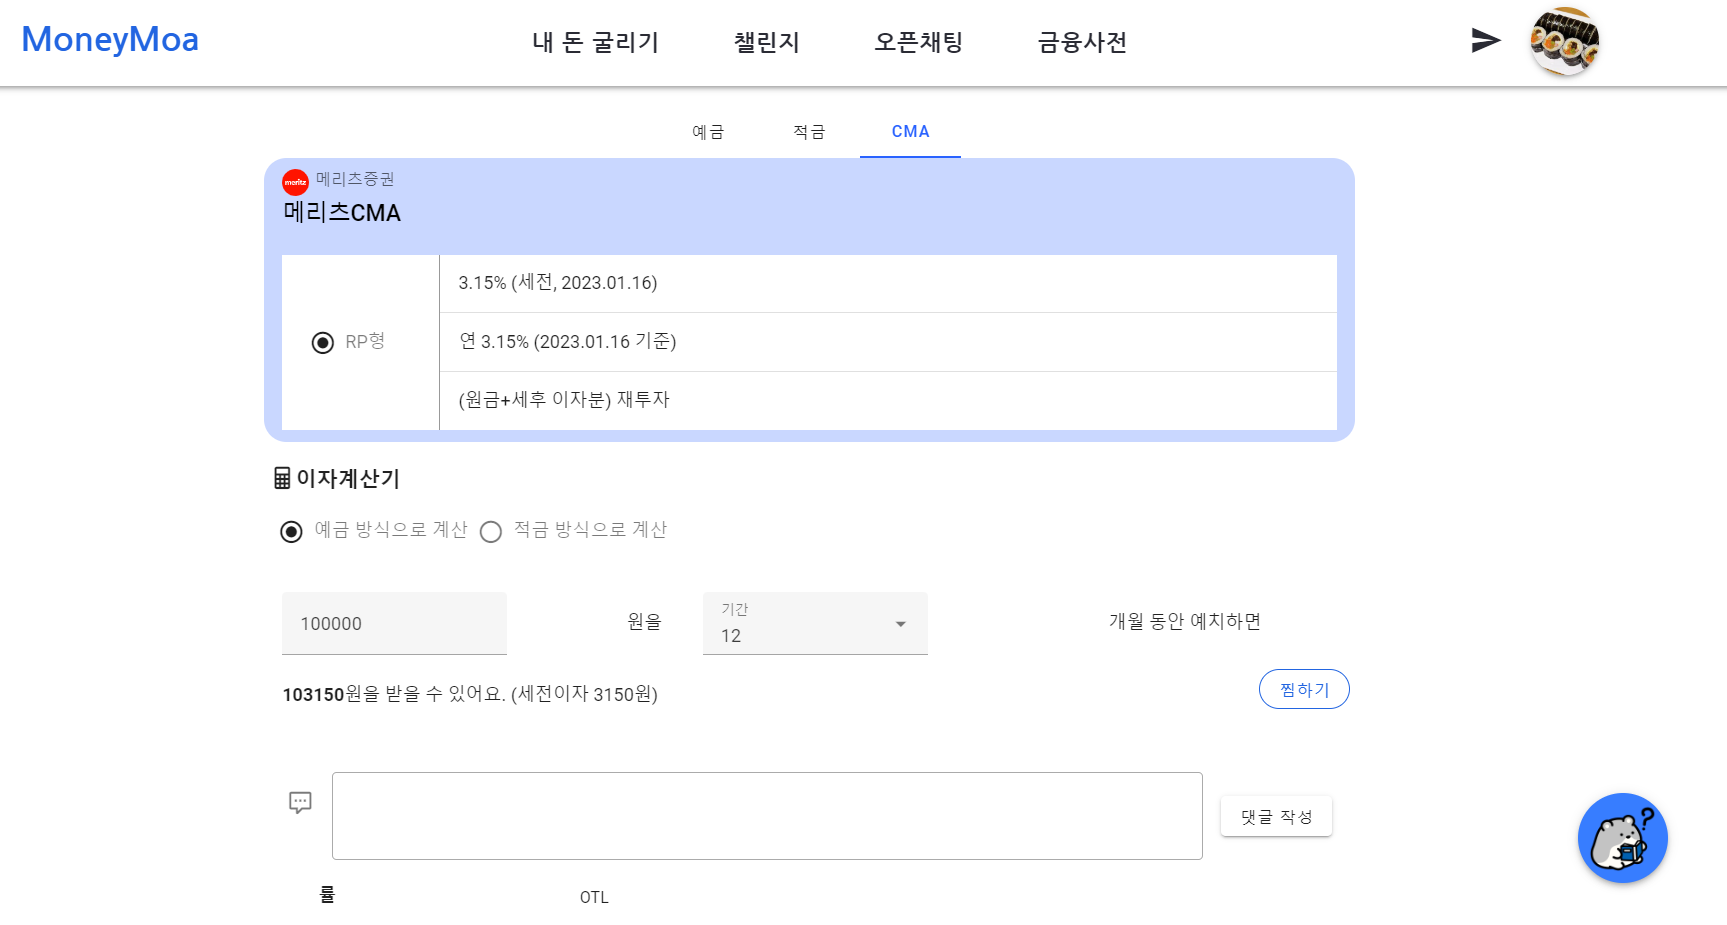 MoneyMoa
내 돈 굴리기 챌린지 오픈채팅 금융사전
예금 적금 CMA
meritz 메리츠증권
메리츠CMA
3.15% (세전, 2023.01.16)
RP형 연 3.15% (2023.01.16 기준)
(원금+세후 이자분) 재투자
이자계산기
예금 방식으로 계산 적금 방식으로 계산
기간
100000 원을 12 개월 동안 예치하면
103150원을 받을 수 있어요. (세전이자 3150원)
찜하기
댓글 작성
률 OTL